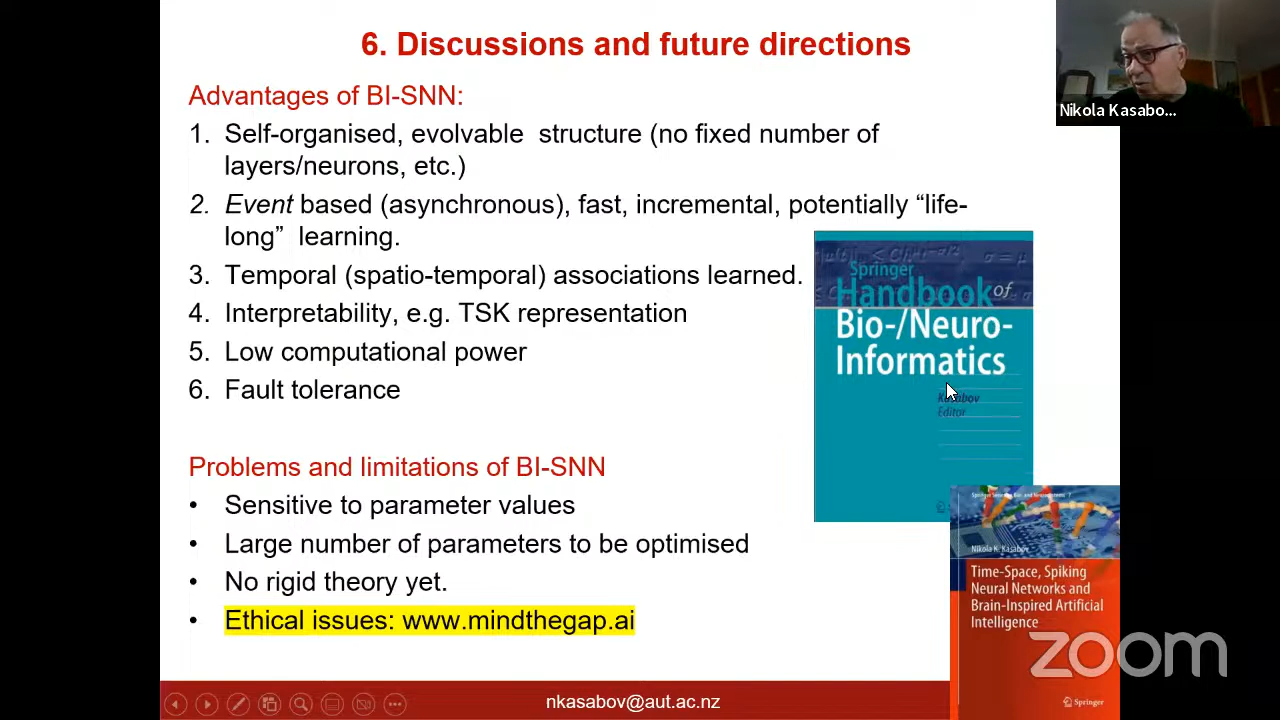 6. Discussions and future directions
Nikola Kasabo...
Advantages of BI-SNN:
1. Self-organised, evolvable structure (no fixed number of
layers/neurons, etc.)
2. Event based (asynchronous), fast, incremental, potentially “life-
long” learning.
3. Temporal (spatio-temporal) associations learned.
4. Interpretability, e.g. TSK representation
5. Low computational power
6. Fault tolerance
Springer
Handbook of
Bio-/Neuro-
Informatics
Kasabov
Editor
Problems and limitations of BI-SNN
• Sensitive to parameter values
• Large number of parameters to be optimised
• No rigid theory yet.
• Ethical issues: www.mindthegap.ai
Nikola K. Kasabov
Time-Space, Spiking
Neural Networks and
Brain-Inspired Artificial
Intelligence
Springer
zoom
nkasabov@aut.ac.nz